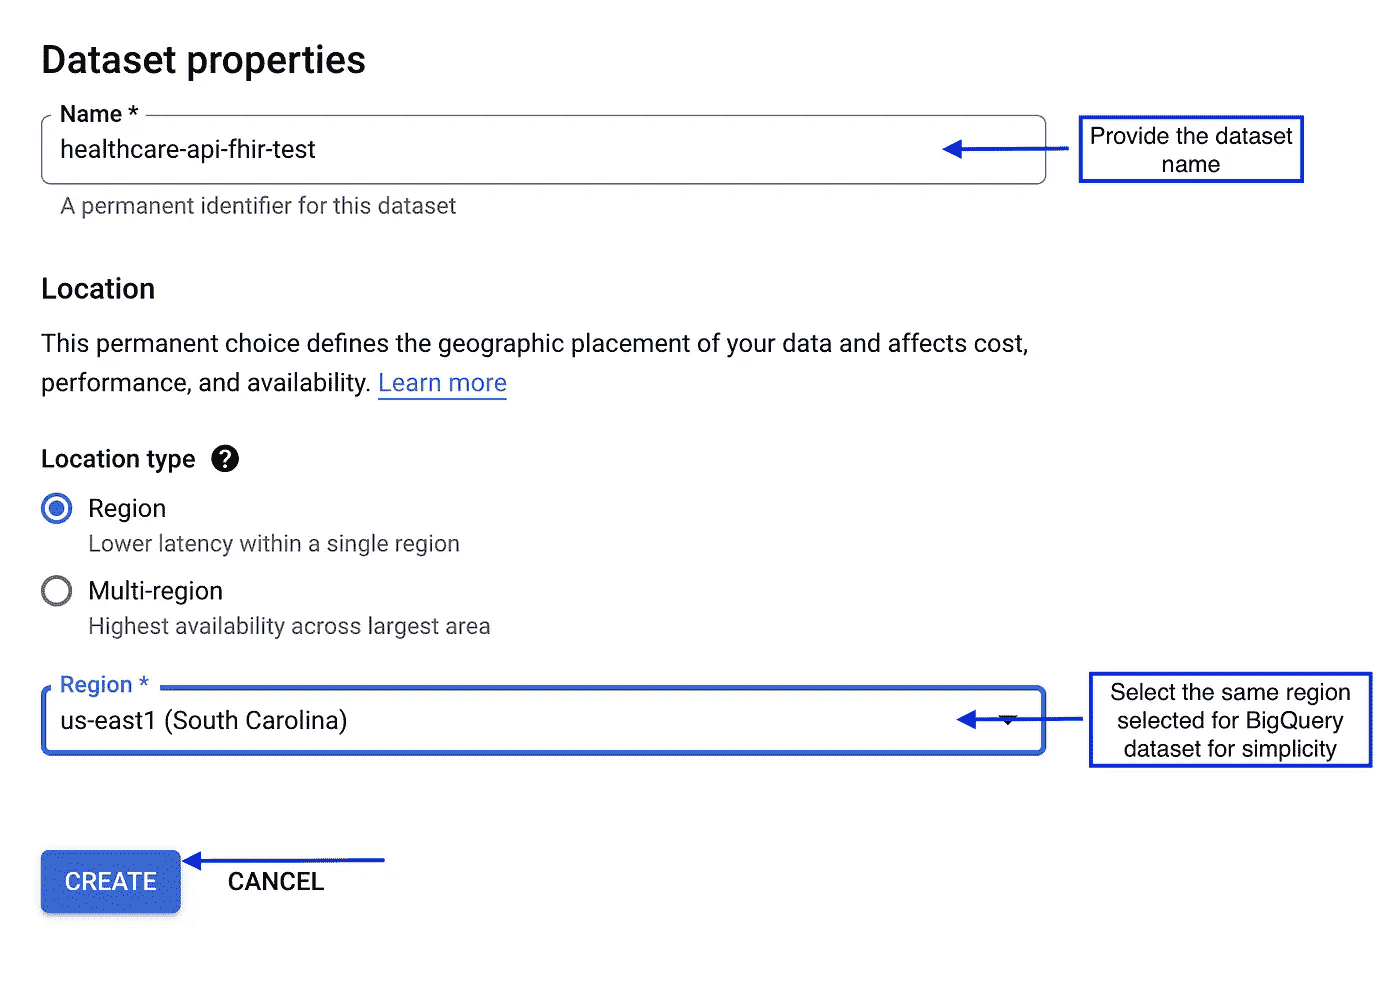 Dataset properties
Name *
healthcare-api-fhir-test
A permanent identifier for this dataset
Provide the dataset
name
Location
This permanent choice defines the geographic placement of your data and affects cost,
performance, and availability. Learn more
Location type ?
Region
Lower latency within a single region
Multi-region
Highest availability across largest area
Region *
us-east1 (South Carolina)
Select the same region
selected for BigQuery
dataset for simplicity
CREATE
CANCEL